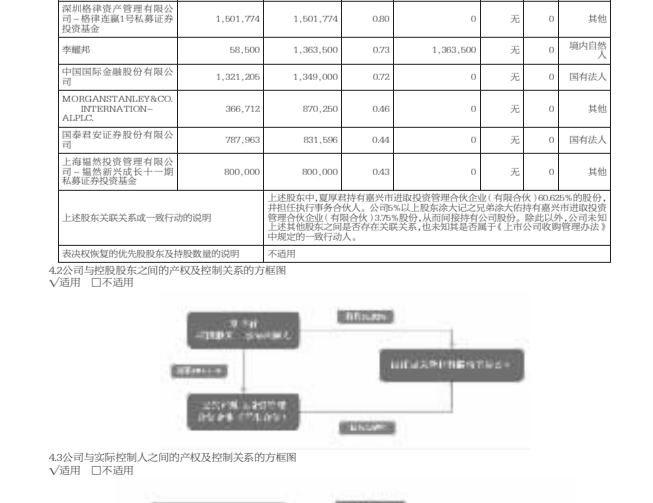 深圳格律资产管理有限公
司-格律连赢1号私募证券
投资基金
1,501,774 1,501,774 0.80 0 无 0 其他
李耀邦 58,500 1,363,500 0.73 1,363,500 无 0 境内自然
人
中国国际金融股份有限公
司
1,321,205 1,349,000 0.72 0 无 0 国有法人
MORGANSTANLEY&CO.
INTERNATION-
ALPLC.
366,712 870,250 0.46 0 无 0 其他
国泰君安证券股份有限公
司
787,963 831,596 0.44 0 无 0 国有法人
上海韫然投资管理有限公
司-韫然新兴成长十一期
私募证券投资基金
800,000 800,000 0.43 0 无 0 其他
上述股东关联关系或一致行动的说明
上述股东中,夏厚君持有嘉兴市进取投资管理合伙企业(有限合伙)60.625%的股份,
并担任执行事务合伙人。公司5%以上股东涂大记之兄弟涂大佑持有嘉兴市进取投资
管理合伙企业(有限合伙)3.75%股份,从而间接持有公司股份。除此以外,公司未知
上述其他股东之间是否存在关联关系,也未知其是否属于《上市公司收购管理办法》
中规定的一致行动人。
表决权恢复的优先股股东及持股数量的说明 不适用
4.2公司与控股股东之间的产权及控制关系的方框图
√适用 □不适用
4.3公司与实际控制人之间的产权及控制关系的方框图
√适用 □不适用